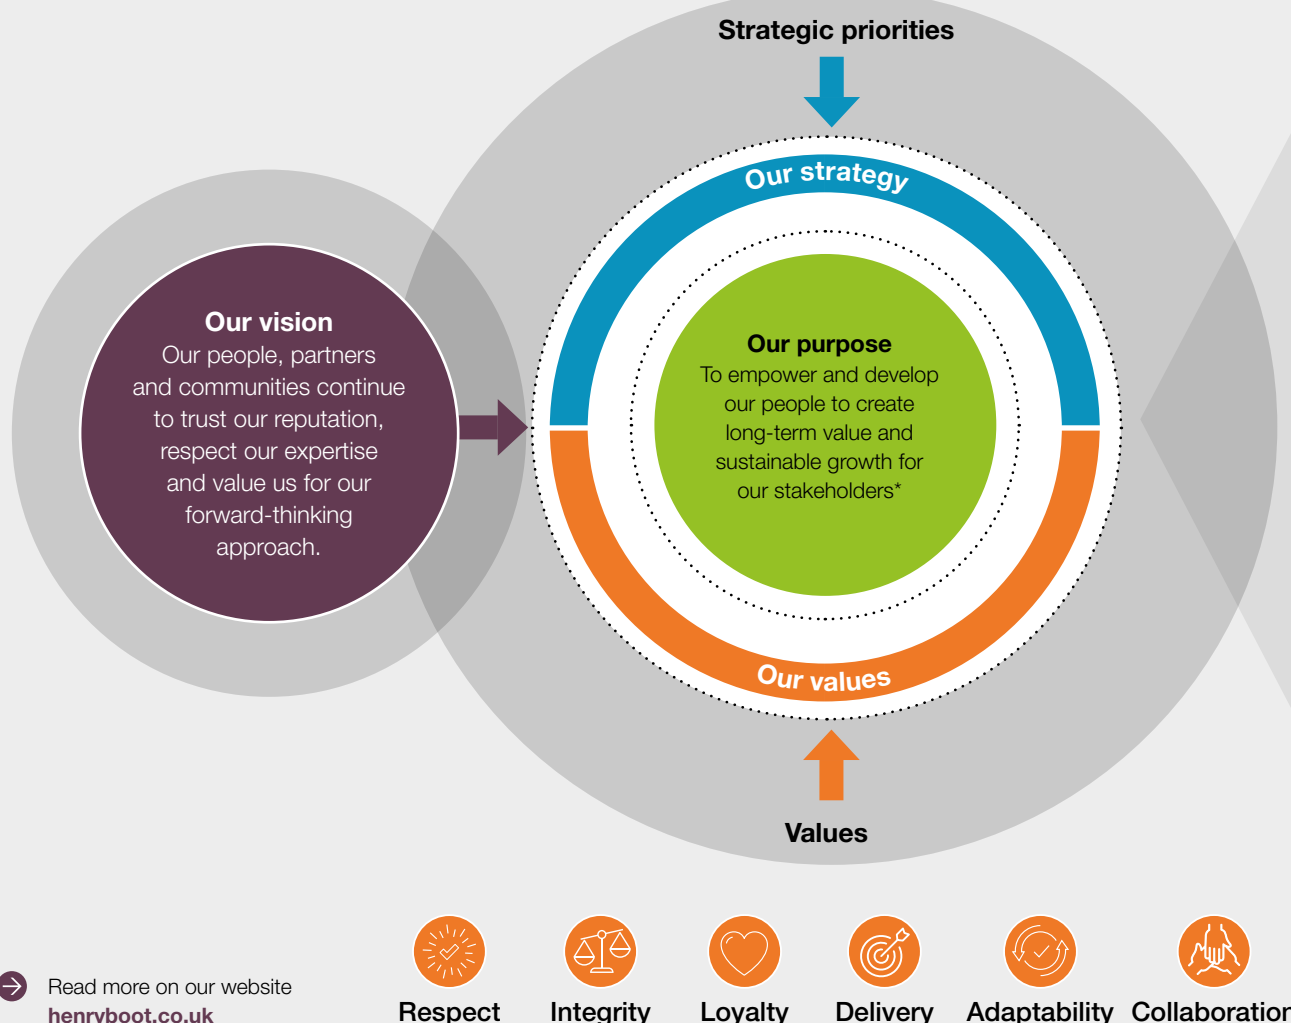 Strategic priorities
Our strategy
Our vision
Our people, partners
and communities continue
to trust our reputation,
respect our expertise
and value us for our
forward-thinking
approach.
Our purpose
To empower and develop
our people to create
long-term value and
sustainable growth for
our stakeholders*
Our values
Values
Read more on our website
henryboot.co.uk
Respect
Integrity
Loyalty
Delivery
Adaptability
Collaboration